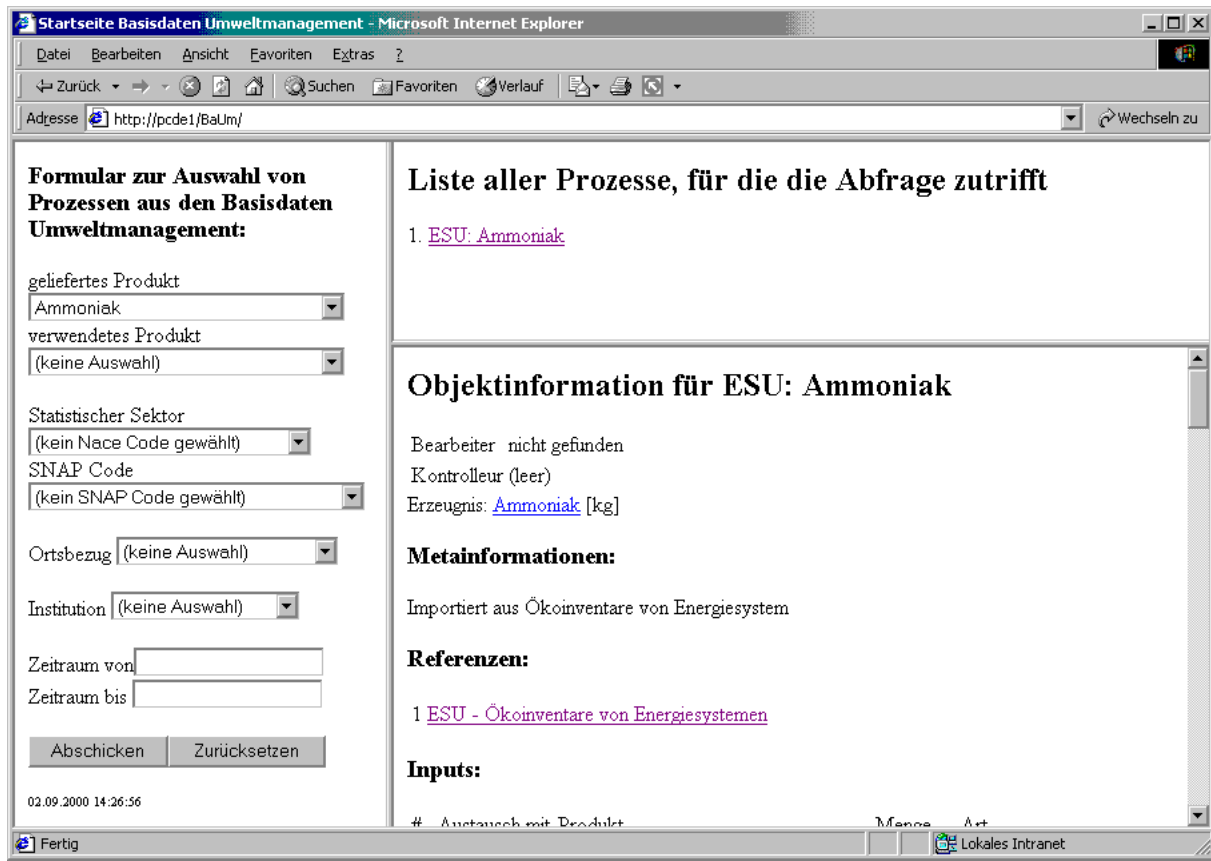 Startseite Basisdaten Umweltmanagement - Microsoft Internet Explorer
Datei Bearbeiten Ansicht Favoriten Extras ?
Zurück Suchen Favoriten Verlauf
Adresse http://pcde1/BaUm/ Wechseln zu
Formular zur Auswahl von
Prozessen aus den Basisdaten
Umweltmanagement:
geliefertes Produkt
Ammoniak
verwendetes Produkt
(keine Auswahl)
Statistischer Sektor
(kein Nace Code gewählt)
SNAP Code
(kein SNAP Code gewählt)
Ortsbezug (keine Auswahl)
Institution (keine Auswahl)
Zeitraum von
Zeitraum bis
Abschicken Zurücksetzen
02.09.2000 14:26:56
Liste aller Prozesse, für die die Abfrage zutrifft
1. ESU: Ammoniak
Objektinformation für ESU: Ammoniak
Bearbeiter nicht gefunden
Kontrolleur (leer)
Erzeugnis: Ammoniak [kg]
Metainformationen:
Importiert aus Ökoinventare von Energiesystem
Referenzen:
1 ESU - Ökoinventare von Energiesystemen
Inputs:
# Austausch mit Produkt Menge Art
Fertig Lokales Intranet